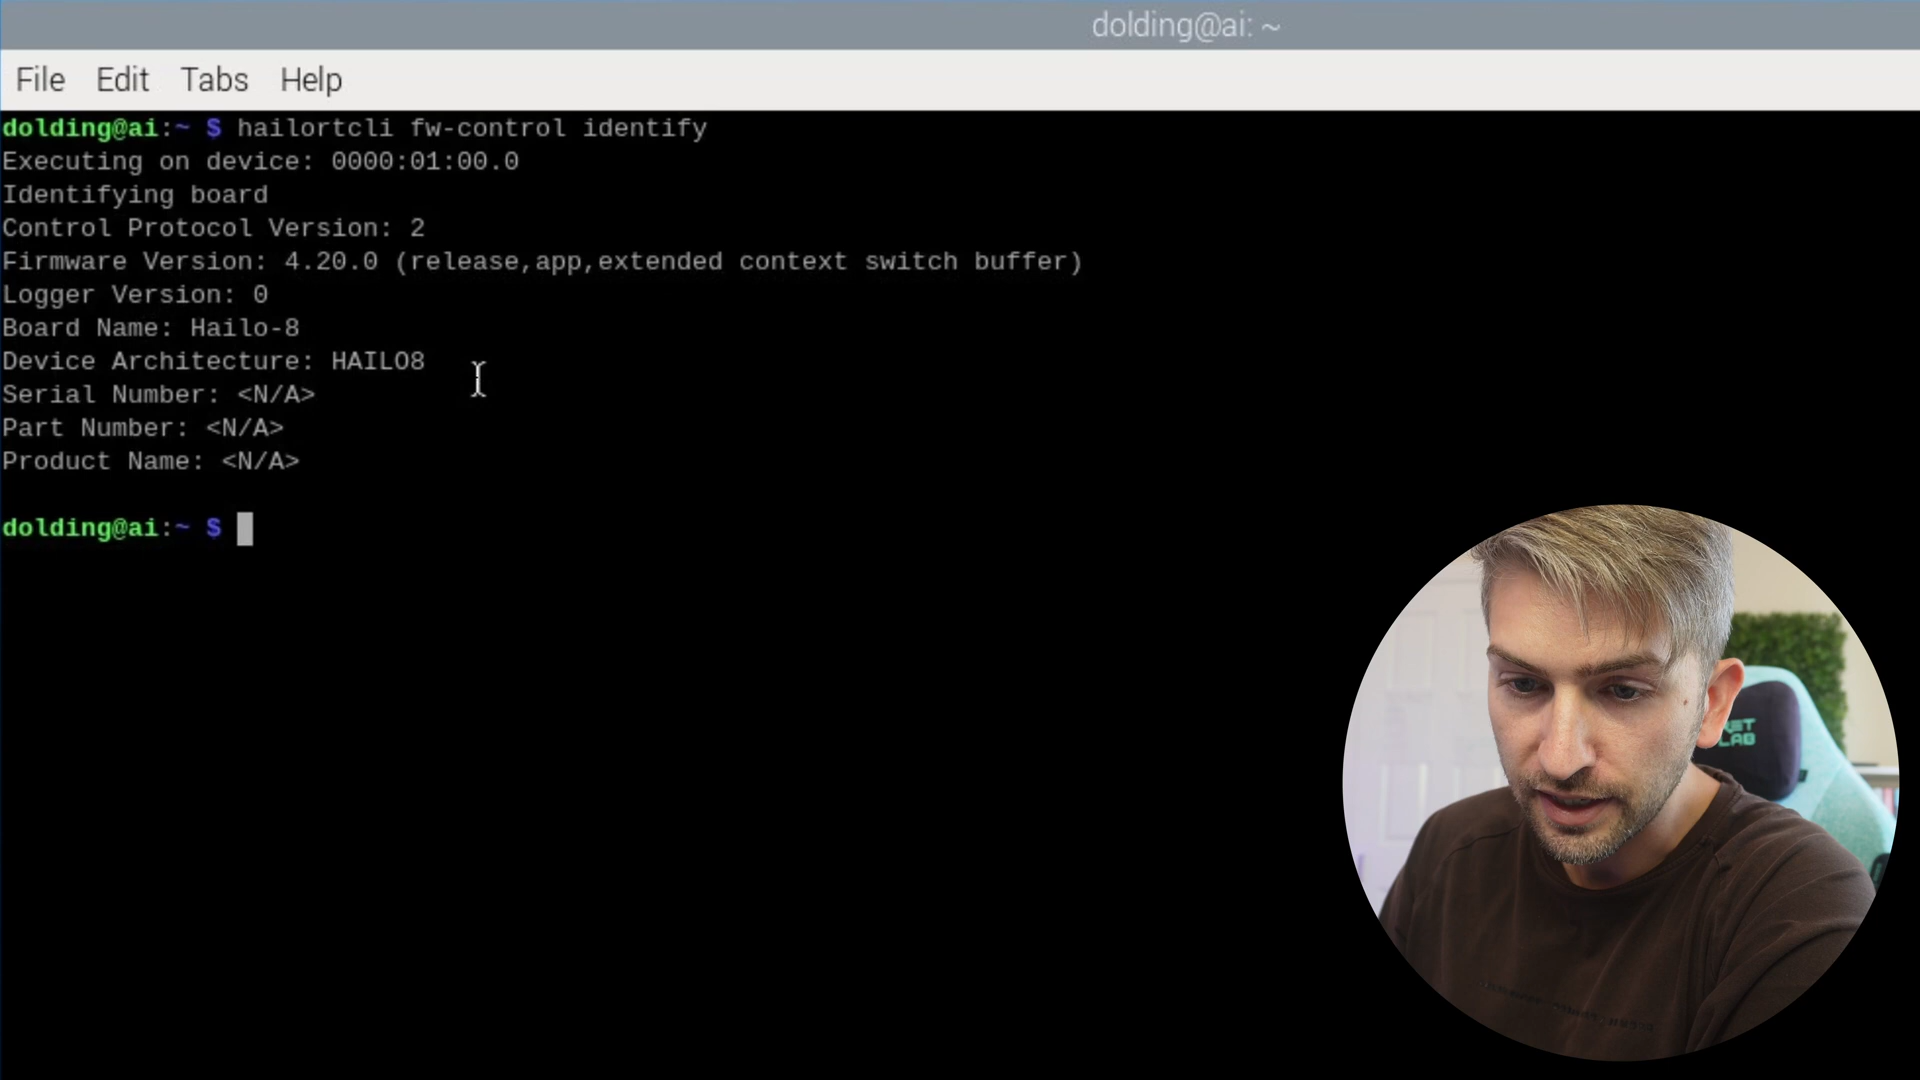 dolding@ai: ~
File Edit Tabs Help
dolding@ai:~ $ hailortcli fw-control identify
Executing on device: 0000:01:00.0
Identifying board
Control Protocol Version: 2
Firmware Version: 4.20.0 (release,app,extended context switch buffer)
Logger Version: 0
Board Name: Hailo-8
Device Architecture: HAILO8
Serial Number: <N/A>
Part Number: <N/A>
Product Name: <N/A>
dolding@ai:~ $
LAB